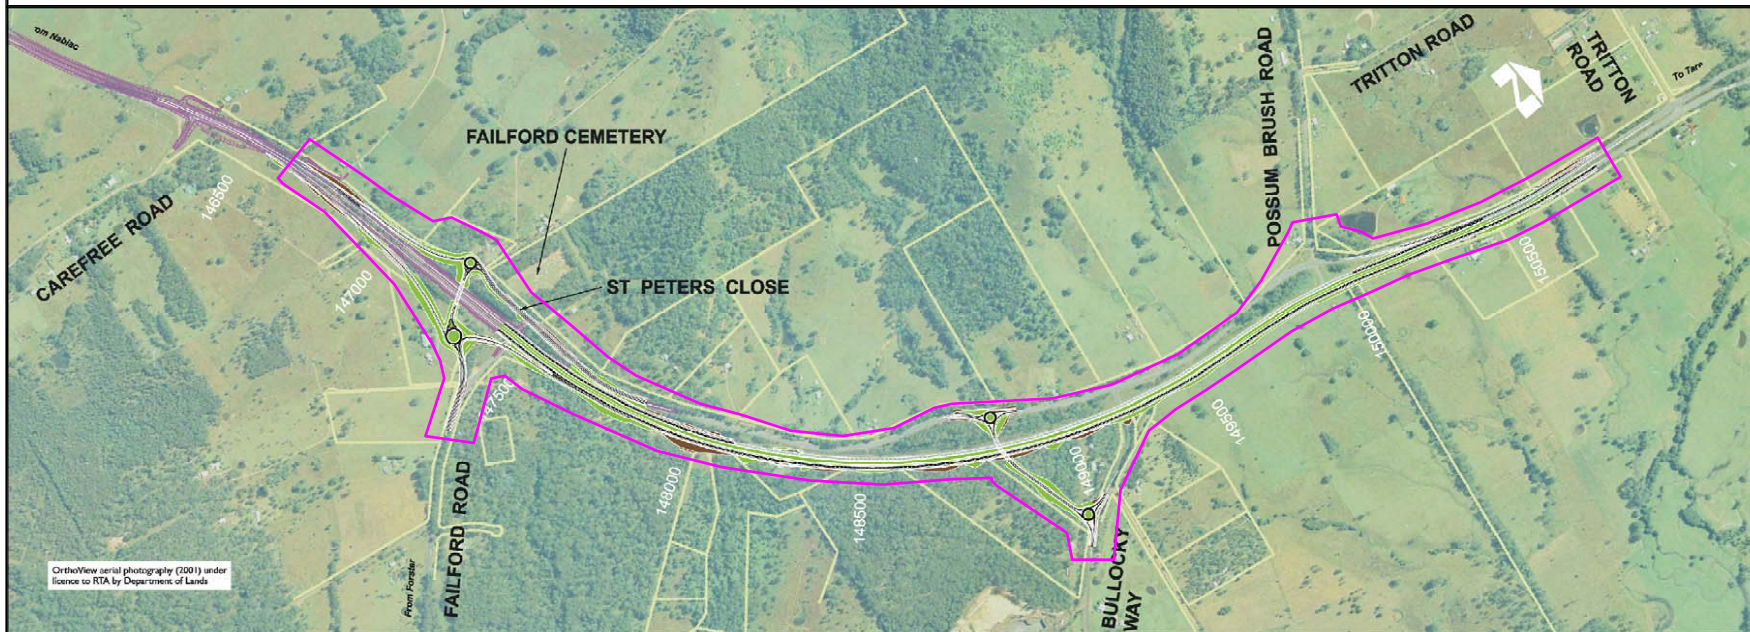 om Nabiac
POSSUM BRUSH ROAD
TRITTON ROAD
TRITTON
ROAD
To Tare
FAILFORD CEMETERY
CAREFREE ROAD
146500
147000
ST PETERS CLOSE
147500
148000
148500
149000
149500
150000
150500
FAILFORD ROAD
From Forster
BULLOCKY
WAY
OrthoView aerial photography (2001) under
licence to RTA by Department of Lands